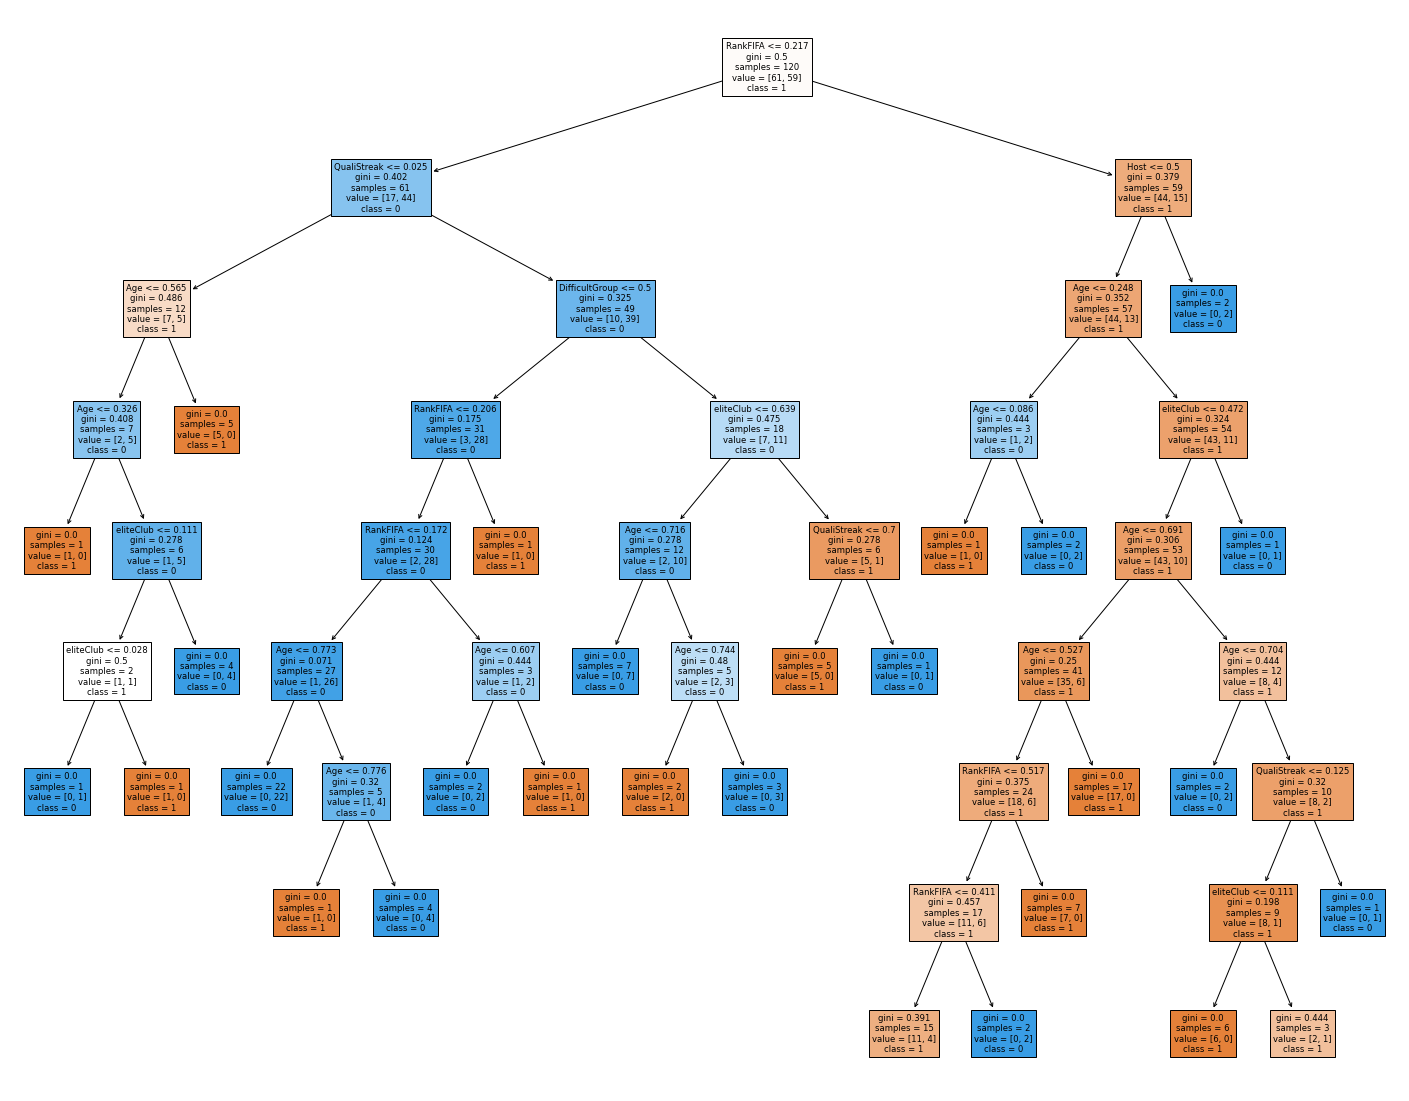 RankFIFA <= 0.217
gini = 0.5
samples = 120
value = [61, 59]
class = 1
QualiStreak <= 0.025
gini = 0.402
samples = 61
value = [17, 44]
class = 0
Host <= 0.5
gini = 0.379
samples = 59
value = [44, 15]
class = 1
Age <= 0.565
gini = 0.486
samples = 12
value = [7, 5]
class = 1
DifficultGroup <= 0.5
gini = 0.325
samples = 49
value = [10, 39]
class = 0
Age <= 0.248
gini = 0.352
samples = 57
value = [44, 13]
class = 1
gini = 0.0
samples = 2
value = [0, 2]
class = 0
Age <= 0.326
gini = 0.408
samples = 7
value = [2, 5]
class = 0
gini = 0.0
samples = 5
value = [5, 0]
class = 1
RankFIFA <= 0.206
gini = 0.175
samples = 31
value = [3, 28]
class = 0
eliteClub <= 0.639
gini = 0.475
samples = 18
value = [7, 11]
class = 0
Age <= 0.086
gini = 0.444
samples = 3
value = [1, 2]
class = 0
eliteClub <= 0.472
gini = 0.324
samples = 54
value = [43, 11]
class = 1
gini = 0.0
samples = 1
value = [1, 0]
class = 1
eliteClub <= 0.111
gini = 0.278
samples = 6
value = [1, 5]
class = 0
RankFIFA <= 0.172
gini = 0.124
samples = 30
value = [2, 28]
class = 0
gini = 0.0
samples = 1
value = [1, 0]
class = 1
Age <= 0.716
gini = 0.278
samples = 12
value = [2, 10]
class = 0
QualiStreak <= 0.7
gini = 0.278
samples = 6
value = [5, 1]
class = 1
gini = 0.0
samples = 1
value = [1, 0]
class = 1
gini = 0.0
samples = 2
value = [0, 2]
class = 0
Age <= 0.691
gini = 0.306
samples = 53
value = [43, 10]
class = 1
gini = 0.0
samples = 1
value = [0, 1]
class = 0
eliteClub <= 0.028
gini = 0.5
samples = 2
value = [1, 1]
class = 1
gini = 0.0
samples = 4
value = [0, 4]
class = 0
Age <= 0.773
gini = 0.071
samples = 27
value = [1, 26]
class = 0
Age <= 0.607
gini = 0.444
samples = 3
value = [1, 2]
class = 0
gini = 0.0
samples = 7
value = [0, 7]
class = 0
Age <= 0.744
gini = 0.48
samples = 5
value = [2, 3]
class = 0
gini = 0.0
samples = 5
value = [5, 0]
class = 1
gini = 0.0
samples = 1
value = [0, 1]
class = 0
Age <= 0.527
gini = 0.25
samples = 41
value = [35, 6]
class = 1
Age <= 0.704
gini = 0.444
samples = 12
value = [8, 4]
class = 1
gini = 0.0
samples = 1
value = [0, 1]
class = 0
gini = 0.0
samples = 1
value = [1, 0]
class = 1
gini = 0.0
samples = 22
value = [0, 22]
class = 0
Age <= 0.776
gini = 0.32
samples = 5
value = [1, 4]
class = 0
gini = 0.0
samples = 2
value = [0, 2]
class = 0
gini = 0.0
samples = 1
value = [1, 0]
class = 1
gini = 0.0
samples = 2
value = [2, 0]
class = 1
gini = 0.0
samples = 3
value = [0, 3]
class = 0
RankFIFA <= 0.517
gini = 0.375
samples = 24
value = [18, 6]
class = 1
gini = 0.0
samples = 17
value = [17, 0]
class = 1
gini = 0.0
samples = 2
value = [0, 2]
class = 0
QualiStreak <= 0.125
gini = 0.32
samples = 10
value = [8, 2]
class = 1
gini = 0.0
samples = 1
value = [1, 0]
class = 1
gini = 0.0
samples = 4
value = [0, 4]
class = 0
RankFIFA <= 0.411
gini = 0.457
samples = 17
value = [11, 6]
class = 1
gini = 0.0
samples = 7
value = [7, 0]
class = 1
eliteClub <= 0.111
gini = 0.198
samples = 9
value = [8, 1]
class = 1
gini = 0.0
samples = 1
value = [0, 1]
class = 0
gini = 0.391
samples = 15
value = [11, 4]
class = 1
gini = 0.0
samples = 2
value = [0, 2]
class = 0
gini = 0.0
samples = 6
value = [6, 0]
class = 1
gini = 0.444
samples = 3
value = [2, 1]
class = 1